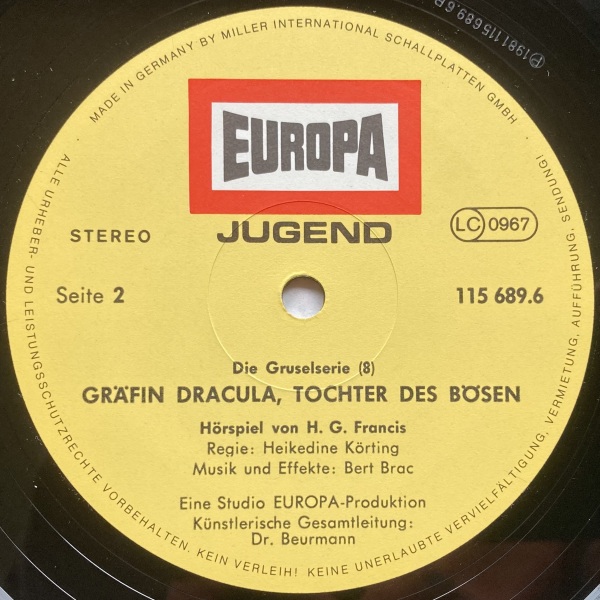 MADE IN GERMANY BY MILLER INTERNATIONAL SCHALLPLATTEN GMBH
EUROPA
JUGEND
STEREO
LC 0967
Seite 2
115 689.6
Die Gruselserie (8)
GRÄFIN DRACULA, TOCHTER DES BÖSEN
Hörspiel von H. G. Francis
Regie: Heikedine Körting
Musik und Effekte: Bert Brac
Eine Studio EUROPA-Produktion
Künstlerische Gesamtleitung:
Dr. Beurmann
ALLE URHEBER- UND LEISTUNGSSCHUTZRECHTE VORBEHALTEN. KEIN VERLEIH! KEINE UNERLAUBTE VERVIELFÄLTIGUNG, VERMIETUNG, AUFFÜHRUNG, SENDUNG!
Ⓟ1981 115 689.6 B